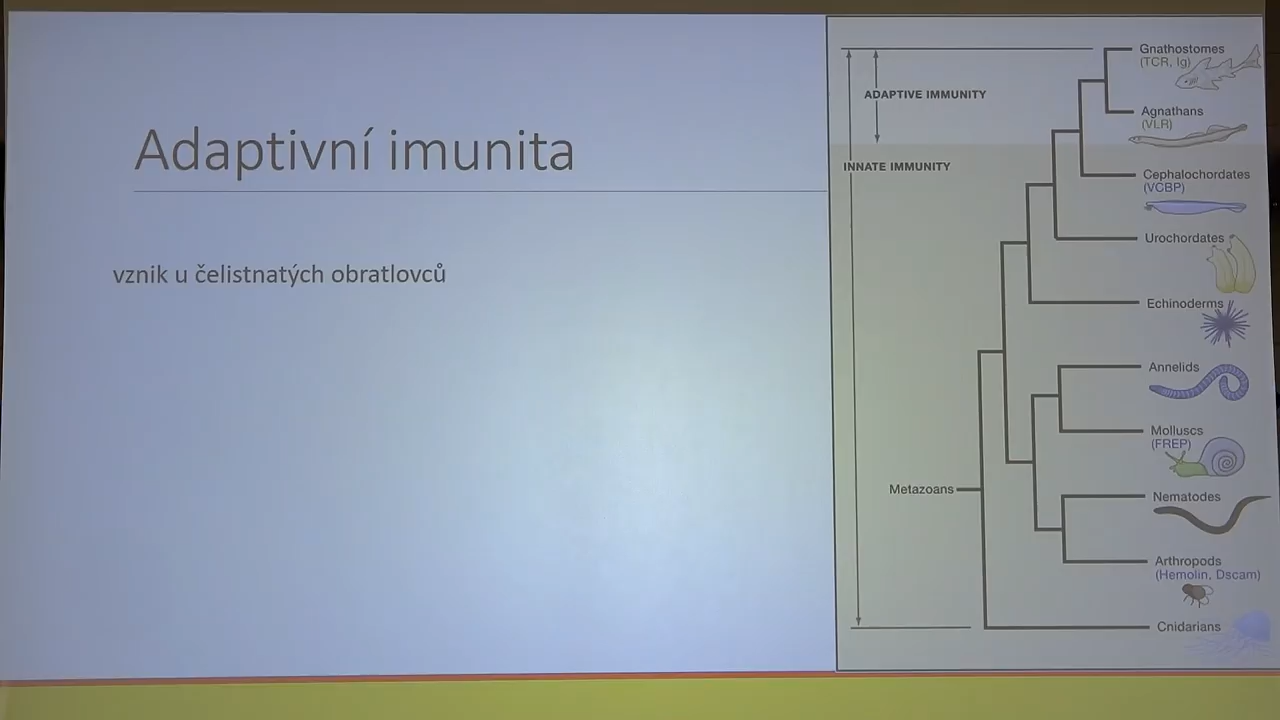 Adaptivní imunita
vznik u čelistnatých obratlovců
Gnathostomes
(TCR, Ig)
ADAPTIVE IMMUNITY
Agnathans
(VLR)
INNATE IMMUNITY
Cephalochordates
(VCBP)
Urochordates
Echinoderms
Annelids
Molluscs
(FREP)
Metazoans
Nematodes
Arthropods
(Hemolin, Dscam)
Cnidarians